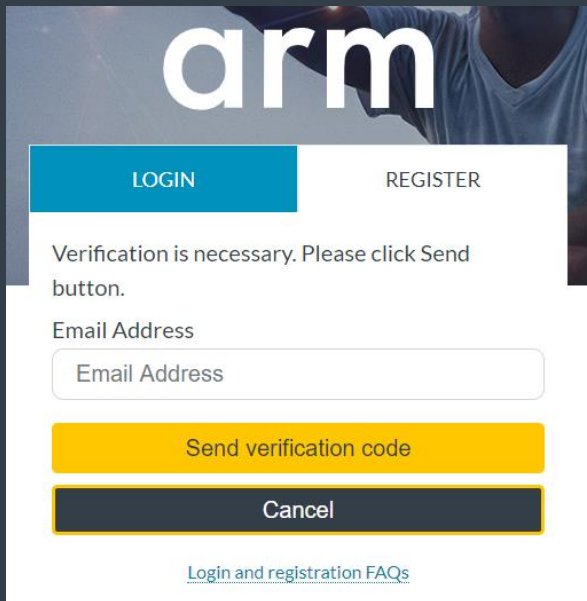 arm
LOGIN
REGISTER
Verification is necessary. Please click Send
button.
Email Address
Email Address
Send verification code
Cancel
Login and registration FAQs